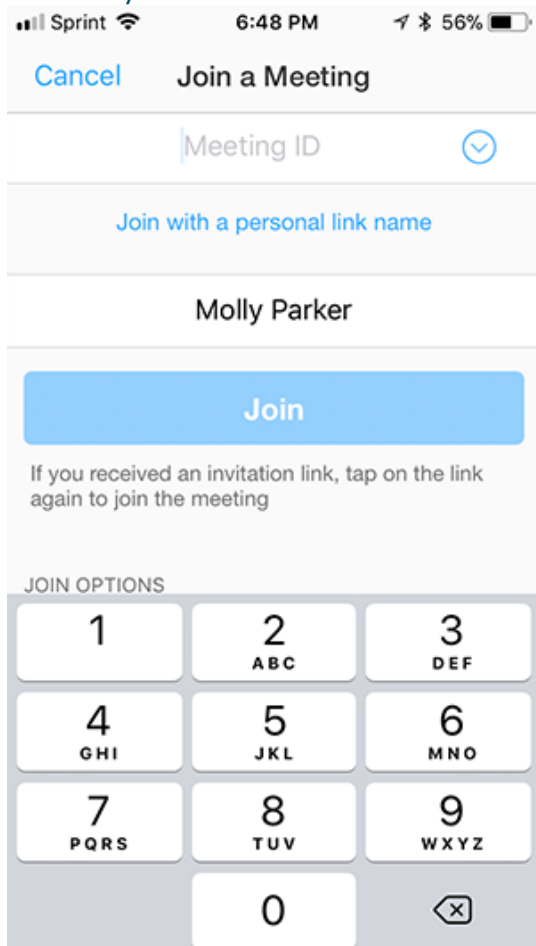 Sprint 6:48 PM 56%
Cancel Join a Meeting
Meeting ID
Join with a personal link name
Molly Parker
Join
If you received an invitation link, tap on the link
again to join the meeting
JOIN OPTIONS
1 2 3
ABC DEF
4 5 6
GHI JKL MNO
7 8 9
PQRS TUV WXYZ
0